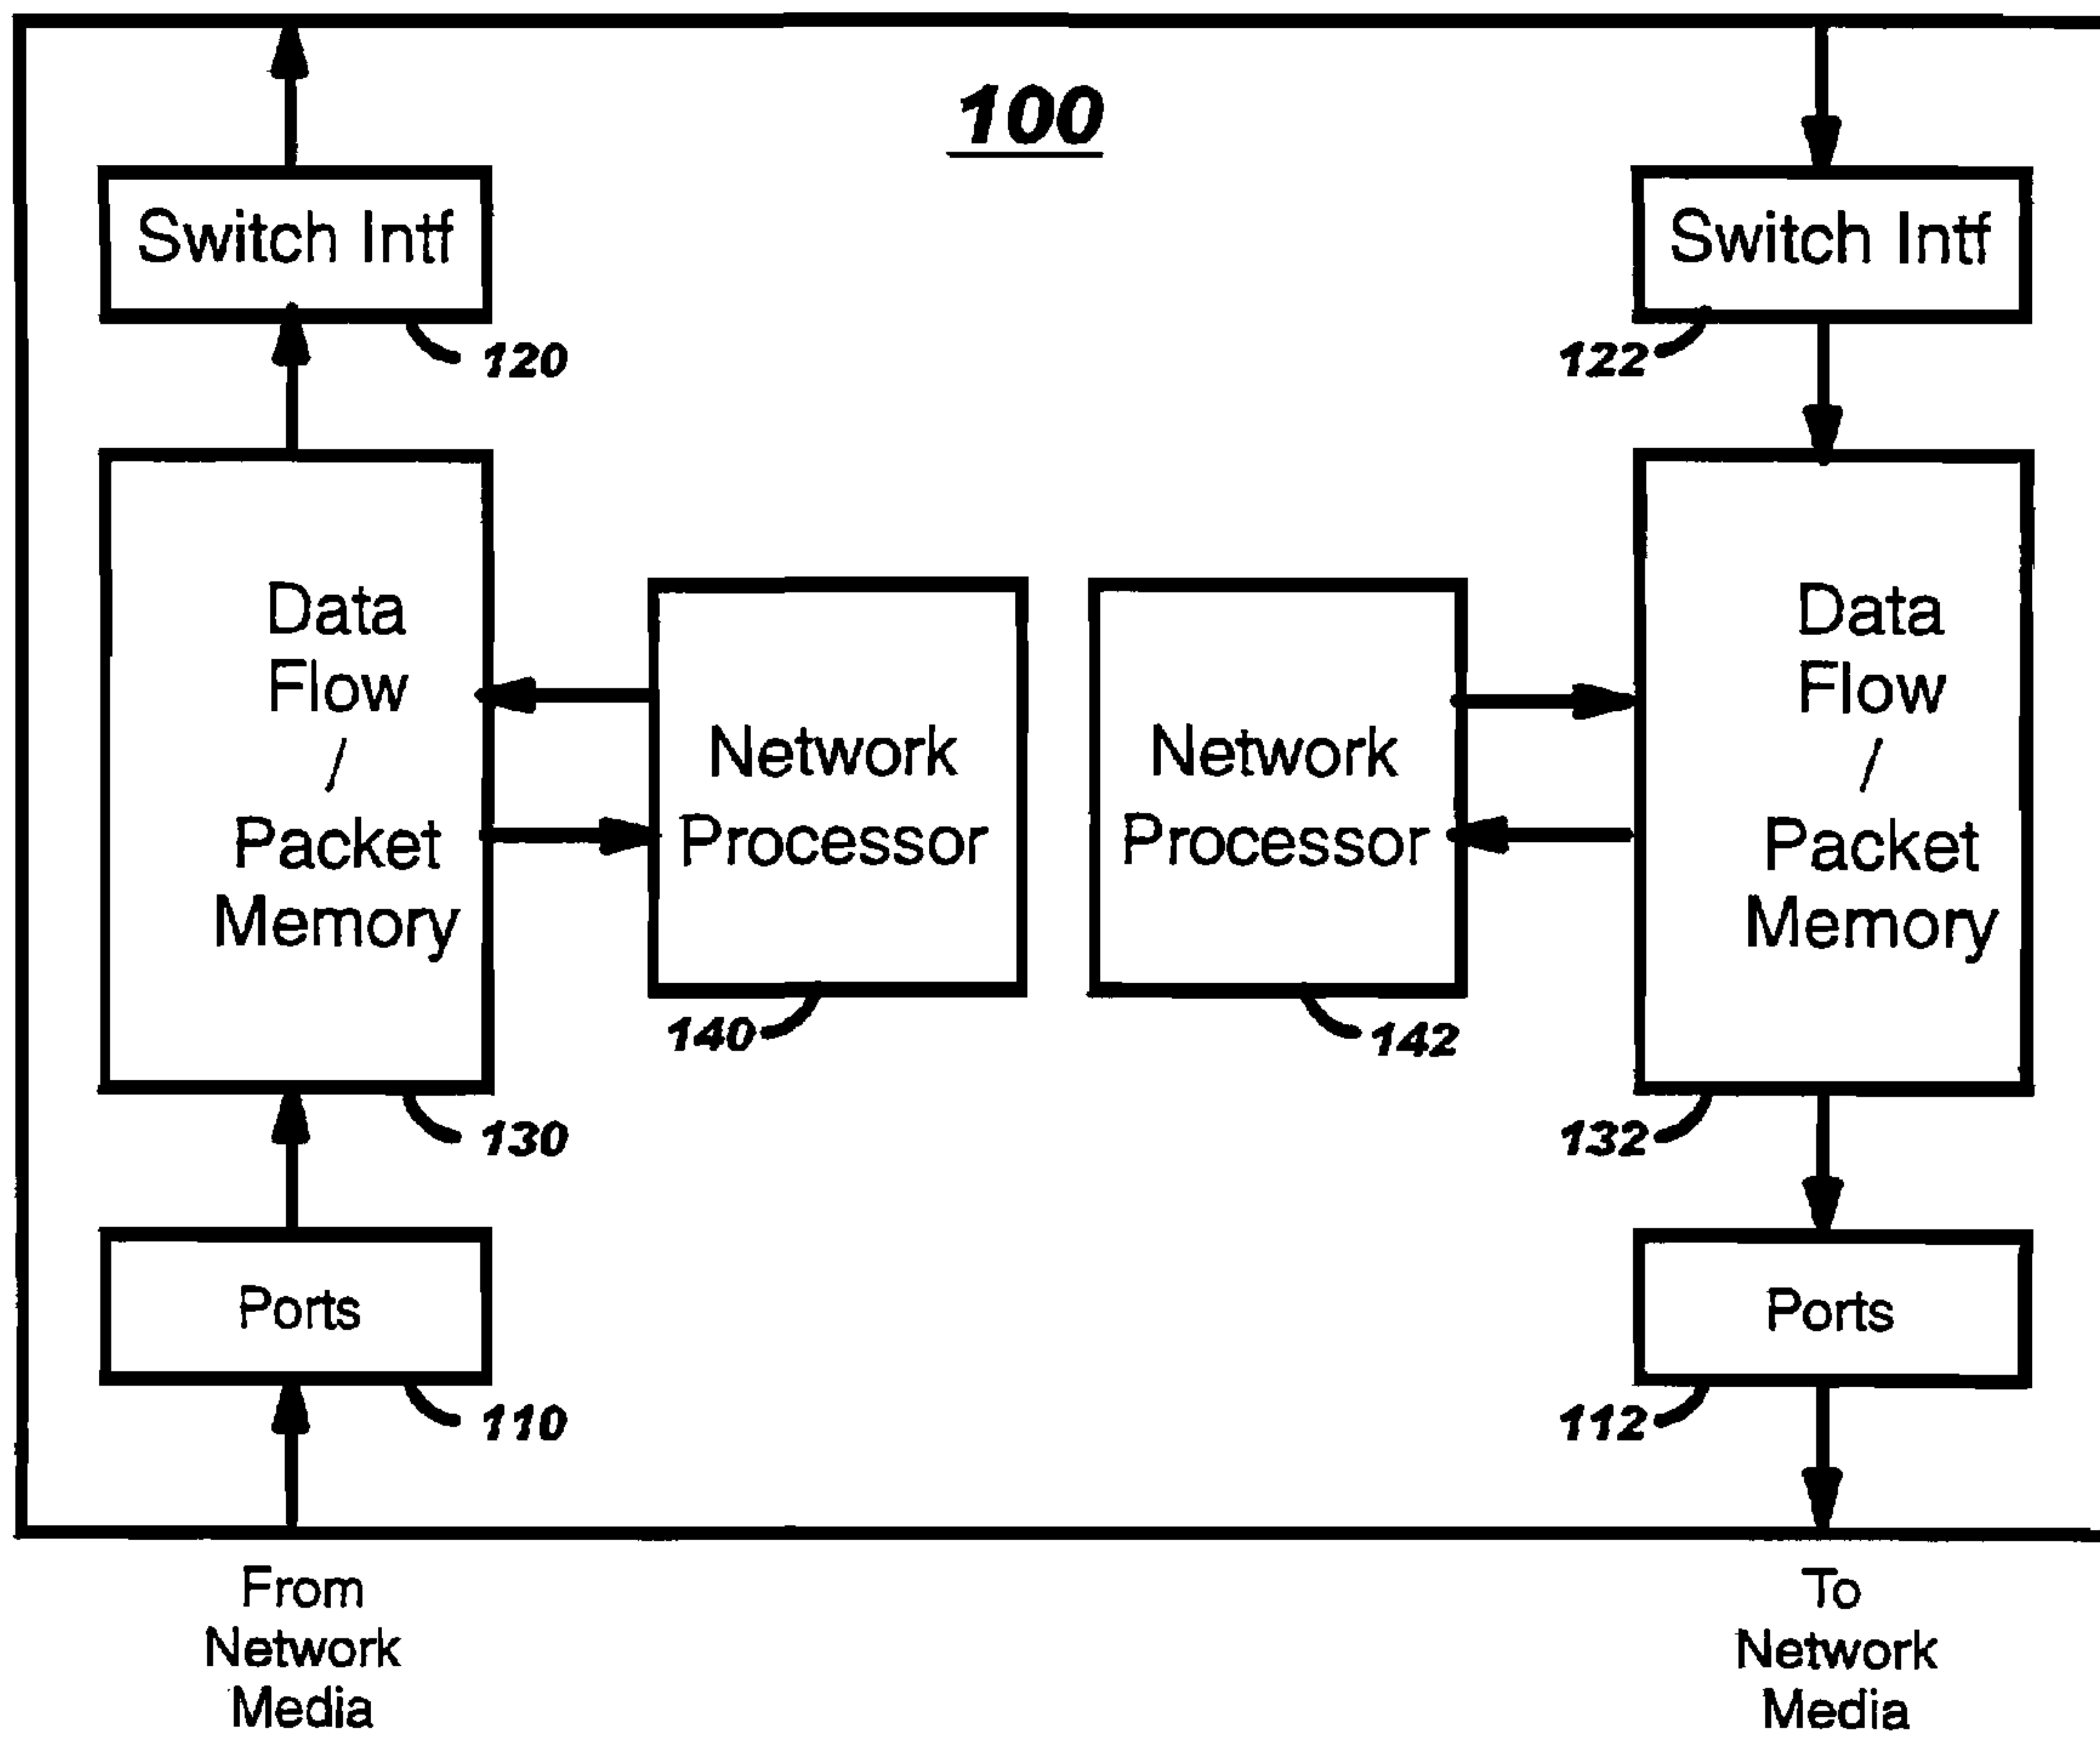 100
Switch Intf
120
Switch Intf
122
Data
Flow
/
Packet
Memory
130
Network
Processor
140
Network
Processor
142
Data
Flow
/
Packet
Memory
132
Ports
110
Ports
112
From
Network
Media
To
Network
Media